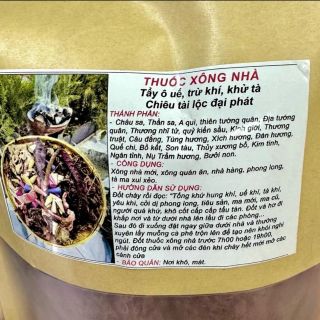 THUỐC XÔNG NHÀ
Tẩy ô uế, trừ khí, khử tà
Chiêu tài lộc đại phát
THÀNH PHẦN:
- Châu sa, Thần sa, A qui, thiên tướng quân, Địa tướng
quân, Thương nhĩ tử, quỷ kiến sầu, Kinh giới, Thương
truật, Câu đằng, Tùng hương, Xích hương, Đàn hương,
Quế chi, Bồ kết, Son tàu, Thủy xương bồ, Kim tinh,
Ngân tinh, Nụ Trầm hương, Bưởi non.
- CÔNG DỤNG:
Xông nhà mới, xông quán ăn, nhà hàng, phong long,
tà ma xui xẻo.
- HƯỚNG DẪN SỬ DỤNG:
Đốt cháy rồi đọc: "Tống khứ hung khí, uế khí, tà khí,
yêu khí, cõi dị phong long, tiểu sản, ma mới, ma cũ,
người quá khứ, khó cốt cấp cấp tẩu tán. Đốt và hơ đi
khắp nơi và từ dưới nhà lên lầu đi các phòng...
Sau đó đi xuống đặt ngay giữa dưới nhà và thường
xuyên lấy muỗng cà phê trộn lên để tạo nên khói nghi
ngút. Đốt thuốc xông nhà trước 7h00 hoặc 19h00,
phải đóng cửa và mở các đèn khi cháy hết mới mở các
cánh cửa
- BẢO QUẢN: Nơi khô, mát.